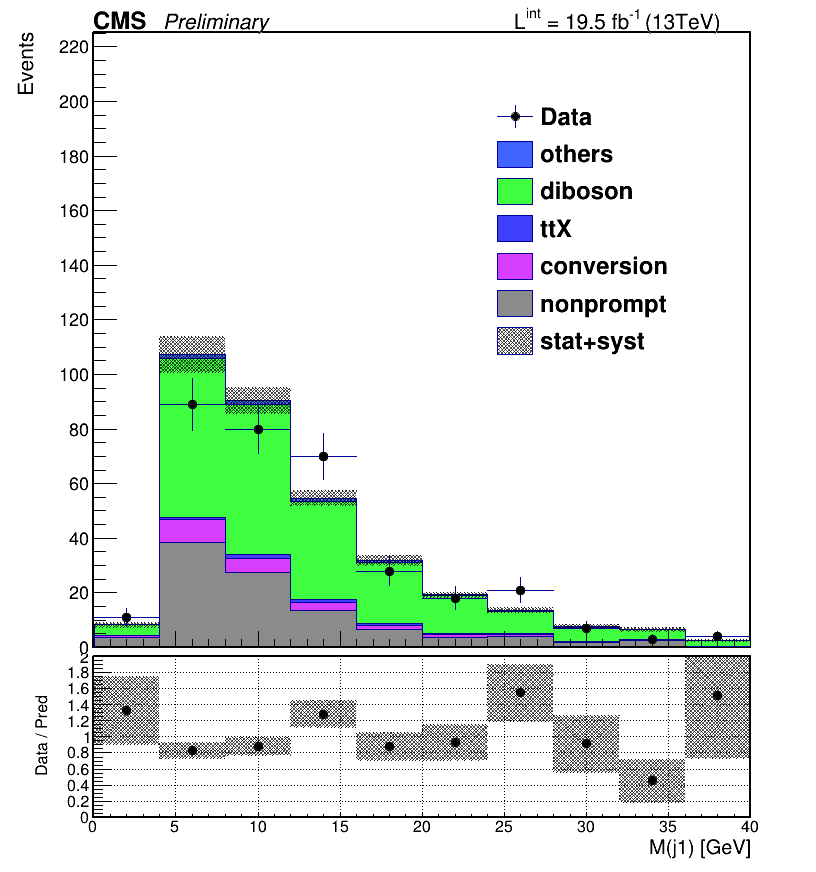 CMS Preliminary L^int = 19.5 fb^-1 (13TeV)
Events
220
200
180
160
140
120
100
80
60
40
20
0
Data
others
diboson
ttX
conversion
nonprompt
stat+syst
Data / Pred
2
1.8
1.6
1.4
1.2
1
0.8
0.6
0.4
0.2
0
0 5 10 15 20 25 30 35 40
M(j1) [GeV]